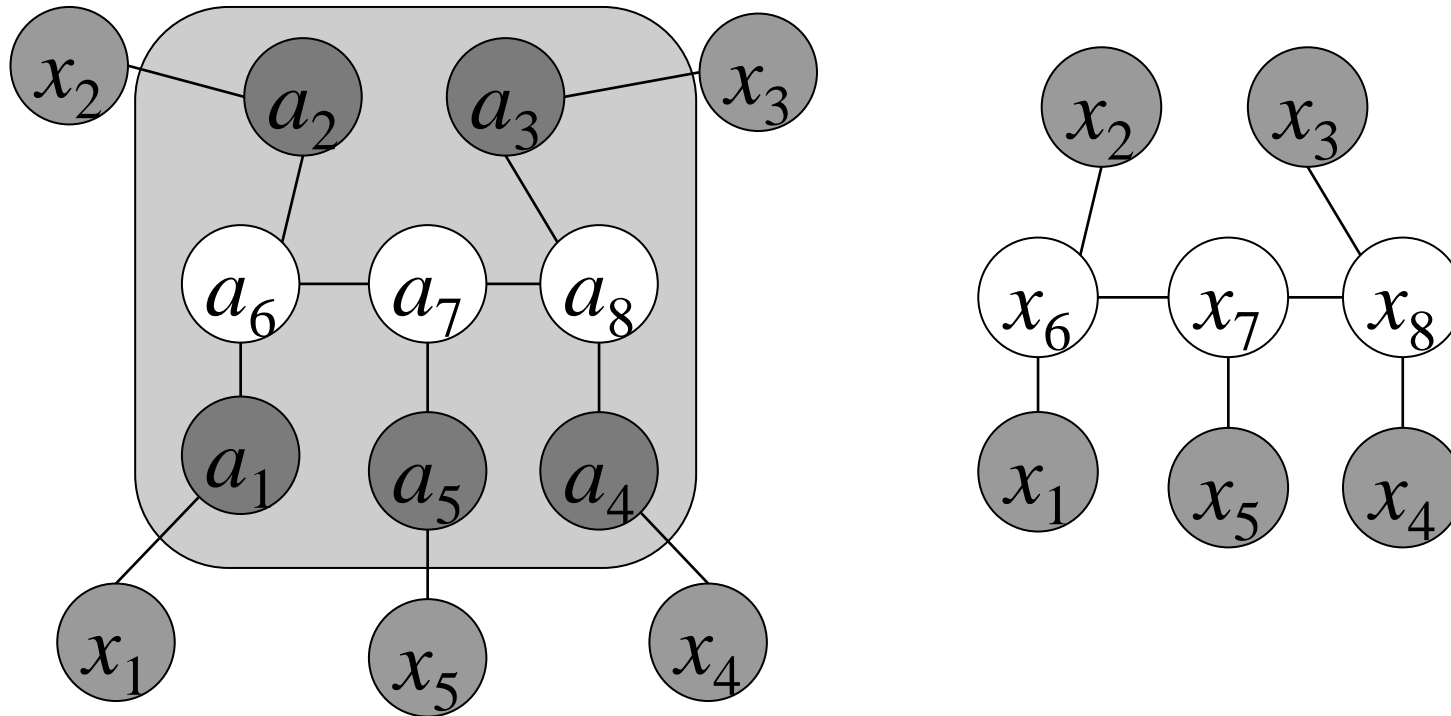 x₂ a₂ a₃ x₃
a₆ a₇ a₈
a₁ a₅ a₄
x₁ x₅ x₄
x₂ x₃
x₆ x₇ x₈
x₁ x₅ x₄